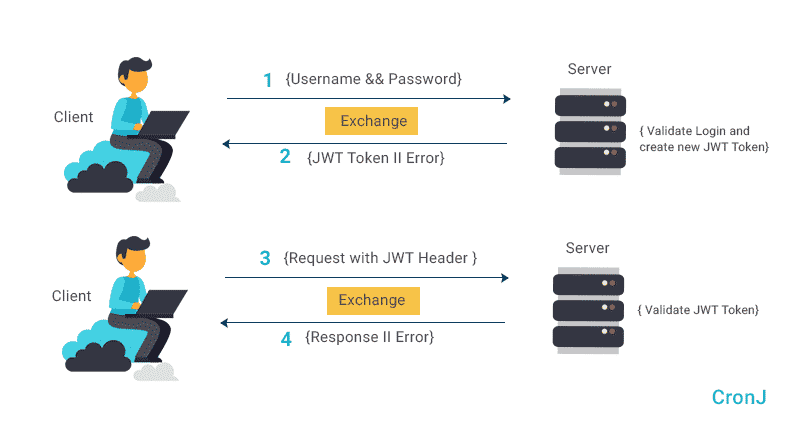 1 {Username && Password}
Server
Client
Exchange
{ Validate Login and
create new JWT Token}
2 {JWT Token II Error}
3 {Request with JWT Header }
Server
Client
Exchange
{ Validate JWT Token}
4 {Response II Error}
CronJ